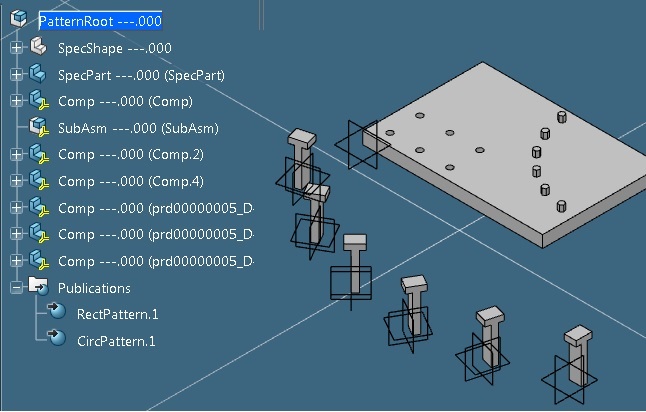 PatternRoot ---.000
SpecShape ---.000
SpecPart ---.000 (SpecPart)
Comp ---.000 (Comp)
SubAsm ---.000 (SubAsm)
Comp ---.000 (Comp.2)
Comp ---.000 (Comp.4)
Comp ---.000 (prd00000005_D-
Comp ---.000 (prd00000005_D-
Comp ---.000 (prd00000005_D-
Publications
RectPattern.1
CircPattern.1